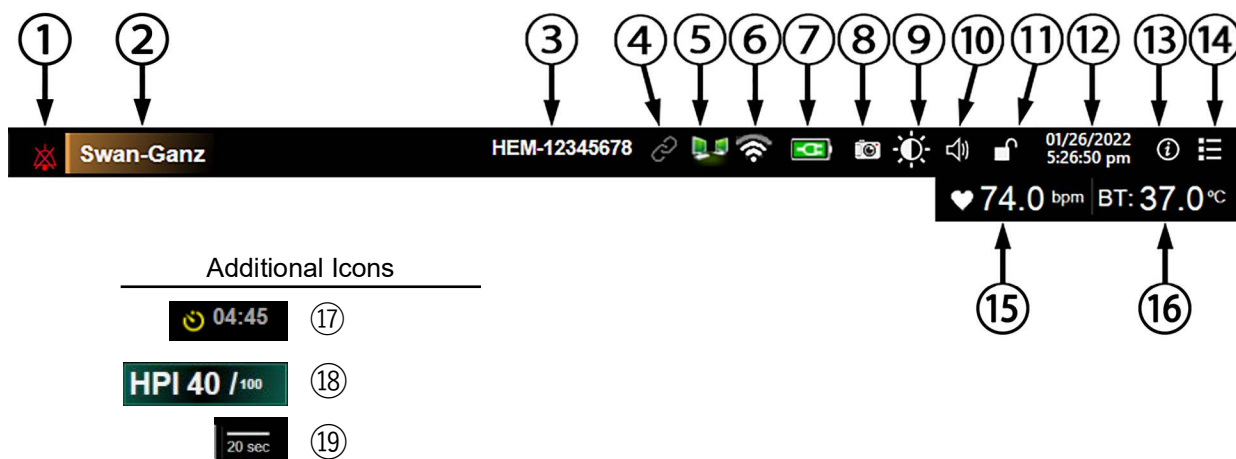 1 2 3 4 5 6 7 8 9 10 11 12 13 14
Swan-Ganz HEM-12345678 01/26/2022
5:26:50 pm
74.0 bpm BT: 37.0 °C
15 16
Additional Icons
04:45 17
HPI 40 /100 18
20 sec 19